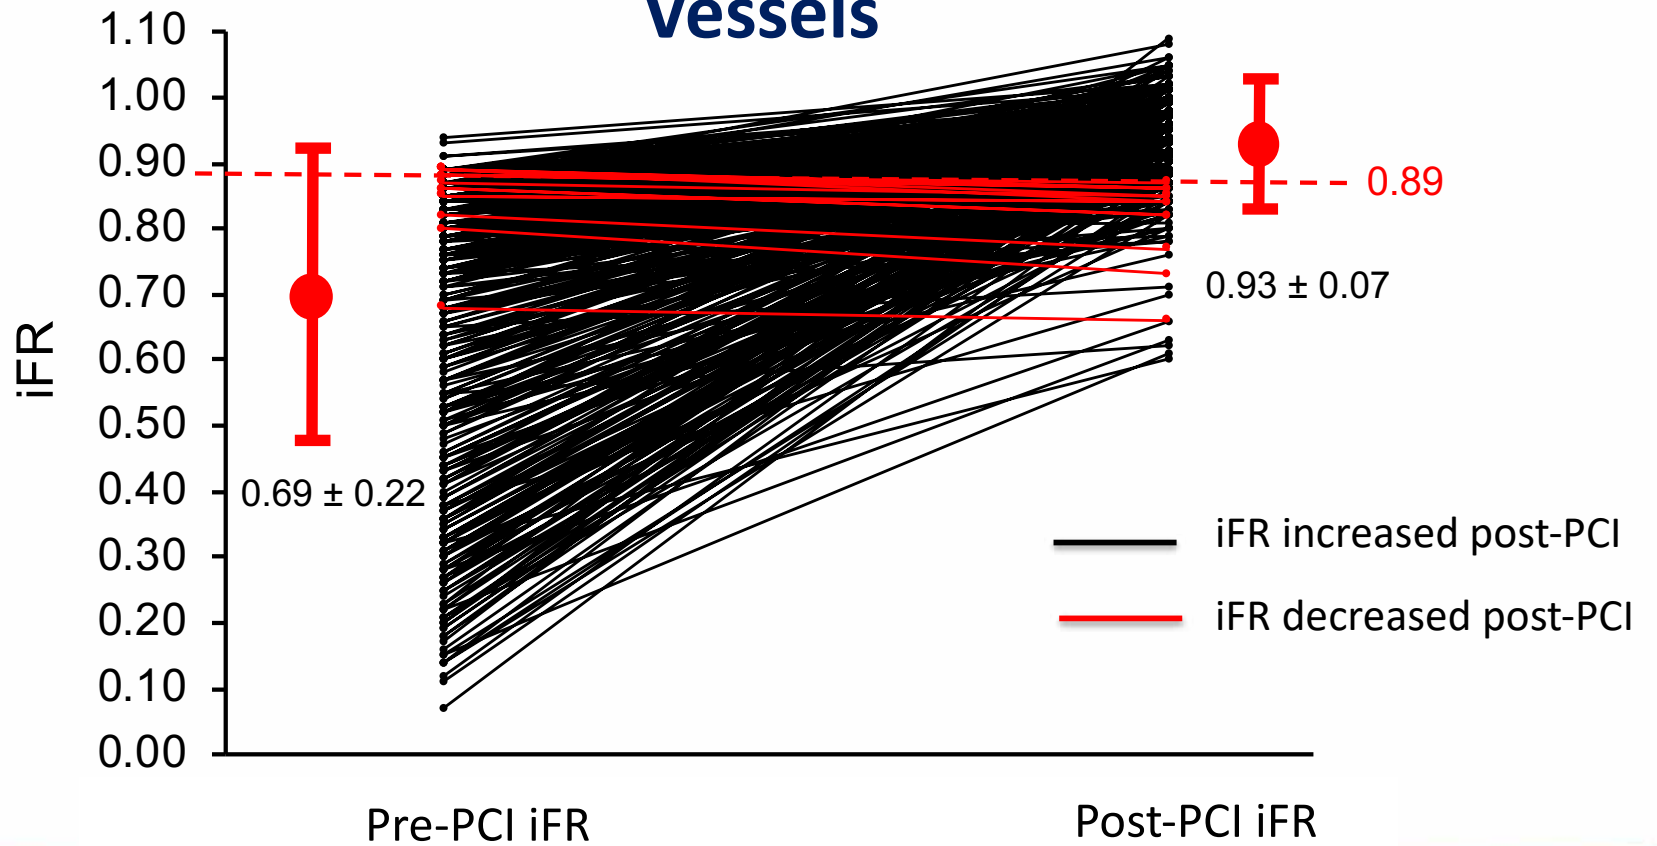 Vessels
1.10
1.00
0.90
0.80
0.70
0.60
0.50
0.40
0.30
0.20
0.10
0.00
iFR
0.89
0.93 ± 0.07
0.69 ± 0.22
iFR increased post-PCI
iFR decreased post-PCI
Pre-PCI iFR
Post-PCI iFR